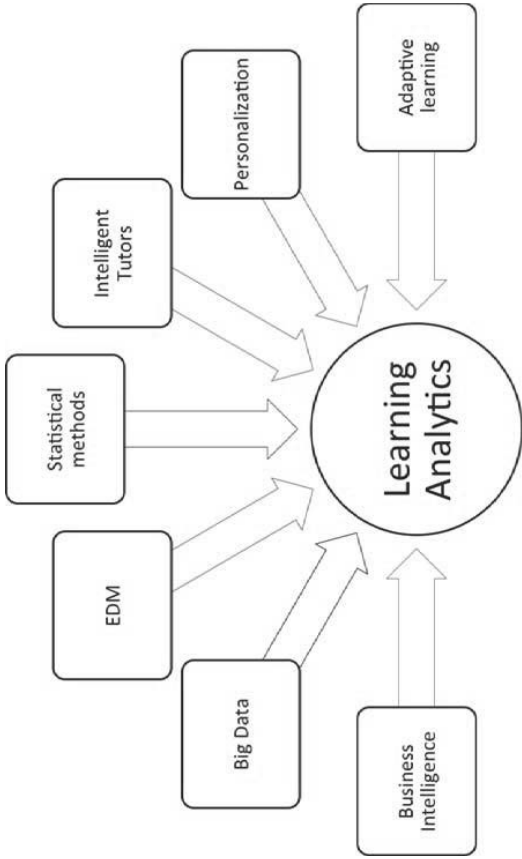 Statistical
methods
EDM
Intelligent
Tutors
Big Data
Personalization
Business
Intelligence
Learning
Analytics
Adaptive
learning